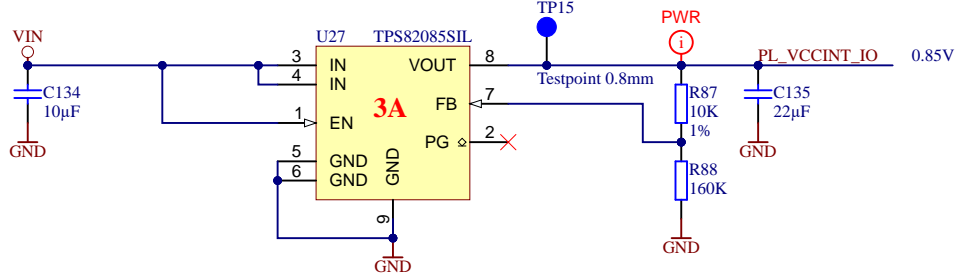 TP15
PWR
i
VIN
U27 TPS82085SIL
PL_VCCINT_IO 0.85V
3 IN VOUT 8
4 IN
Testpoint 0.8mm
C134
10µF
R87
10K
1%
C135
22µF
FB 7
3A
1 EN
PG 2
GND
GND
5 GND
6 GND
GND
R88
160K
9
GND
GND